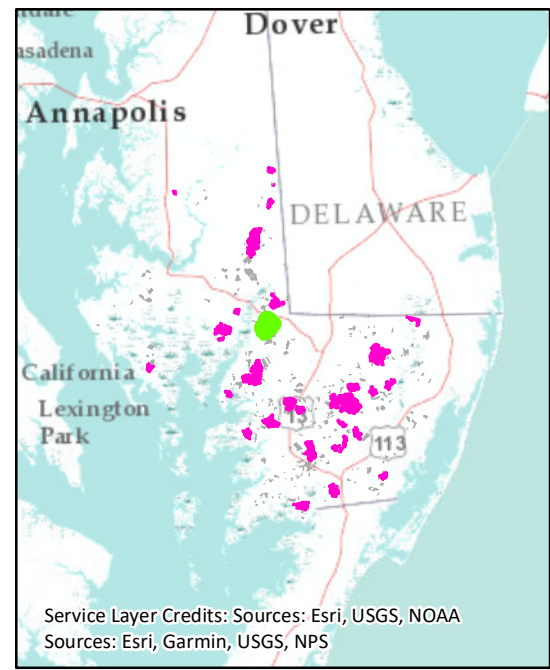 Dover
asadena
Annapolis
DELAWARE
California
Lexington
Park
13
113
Service Layer Credits: Sources: Esri, USGS, NOAA
Sources: Esri, Garmin, USGS, NPS